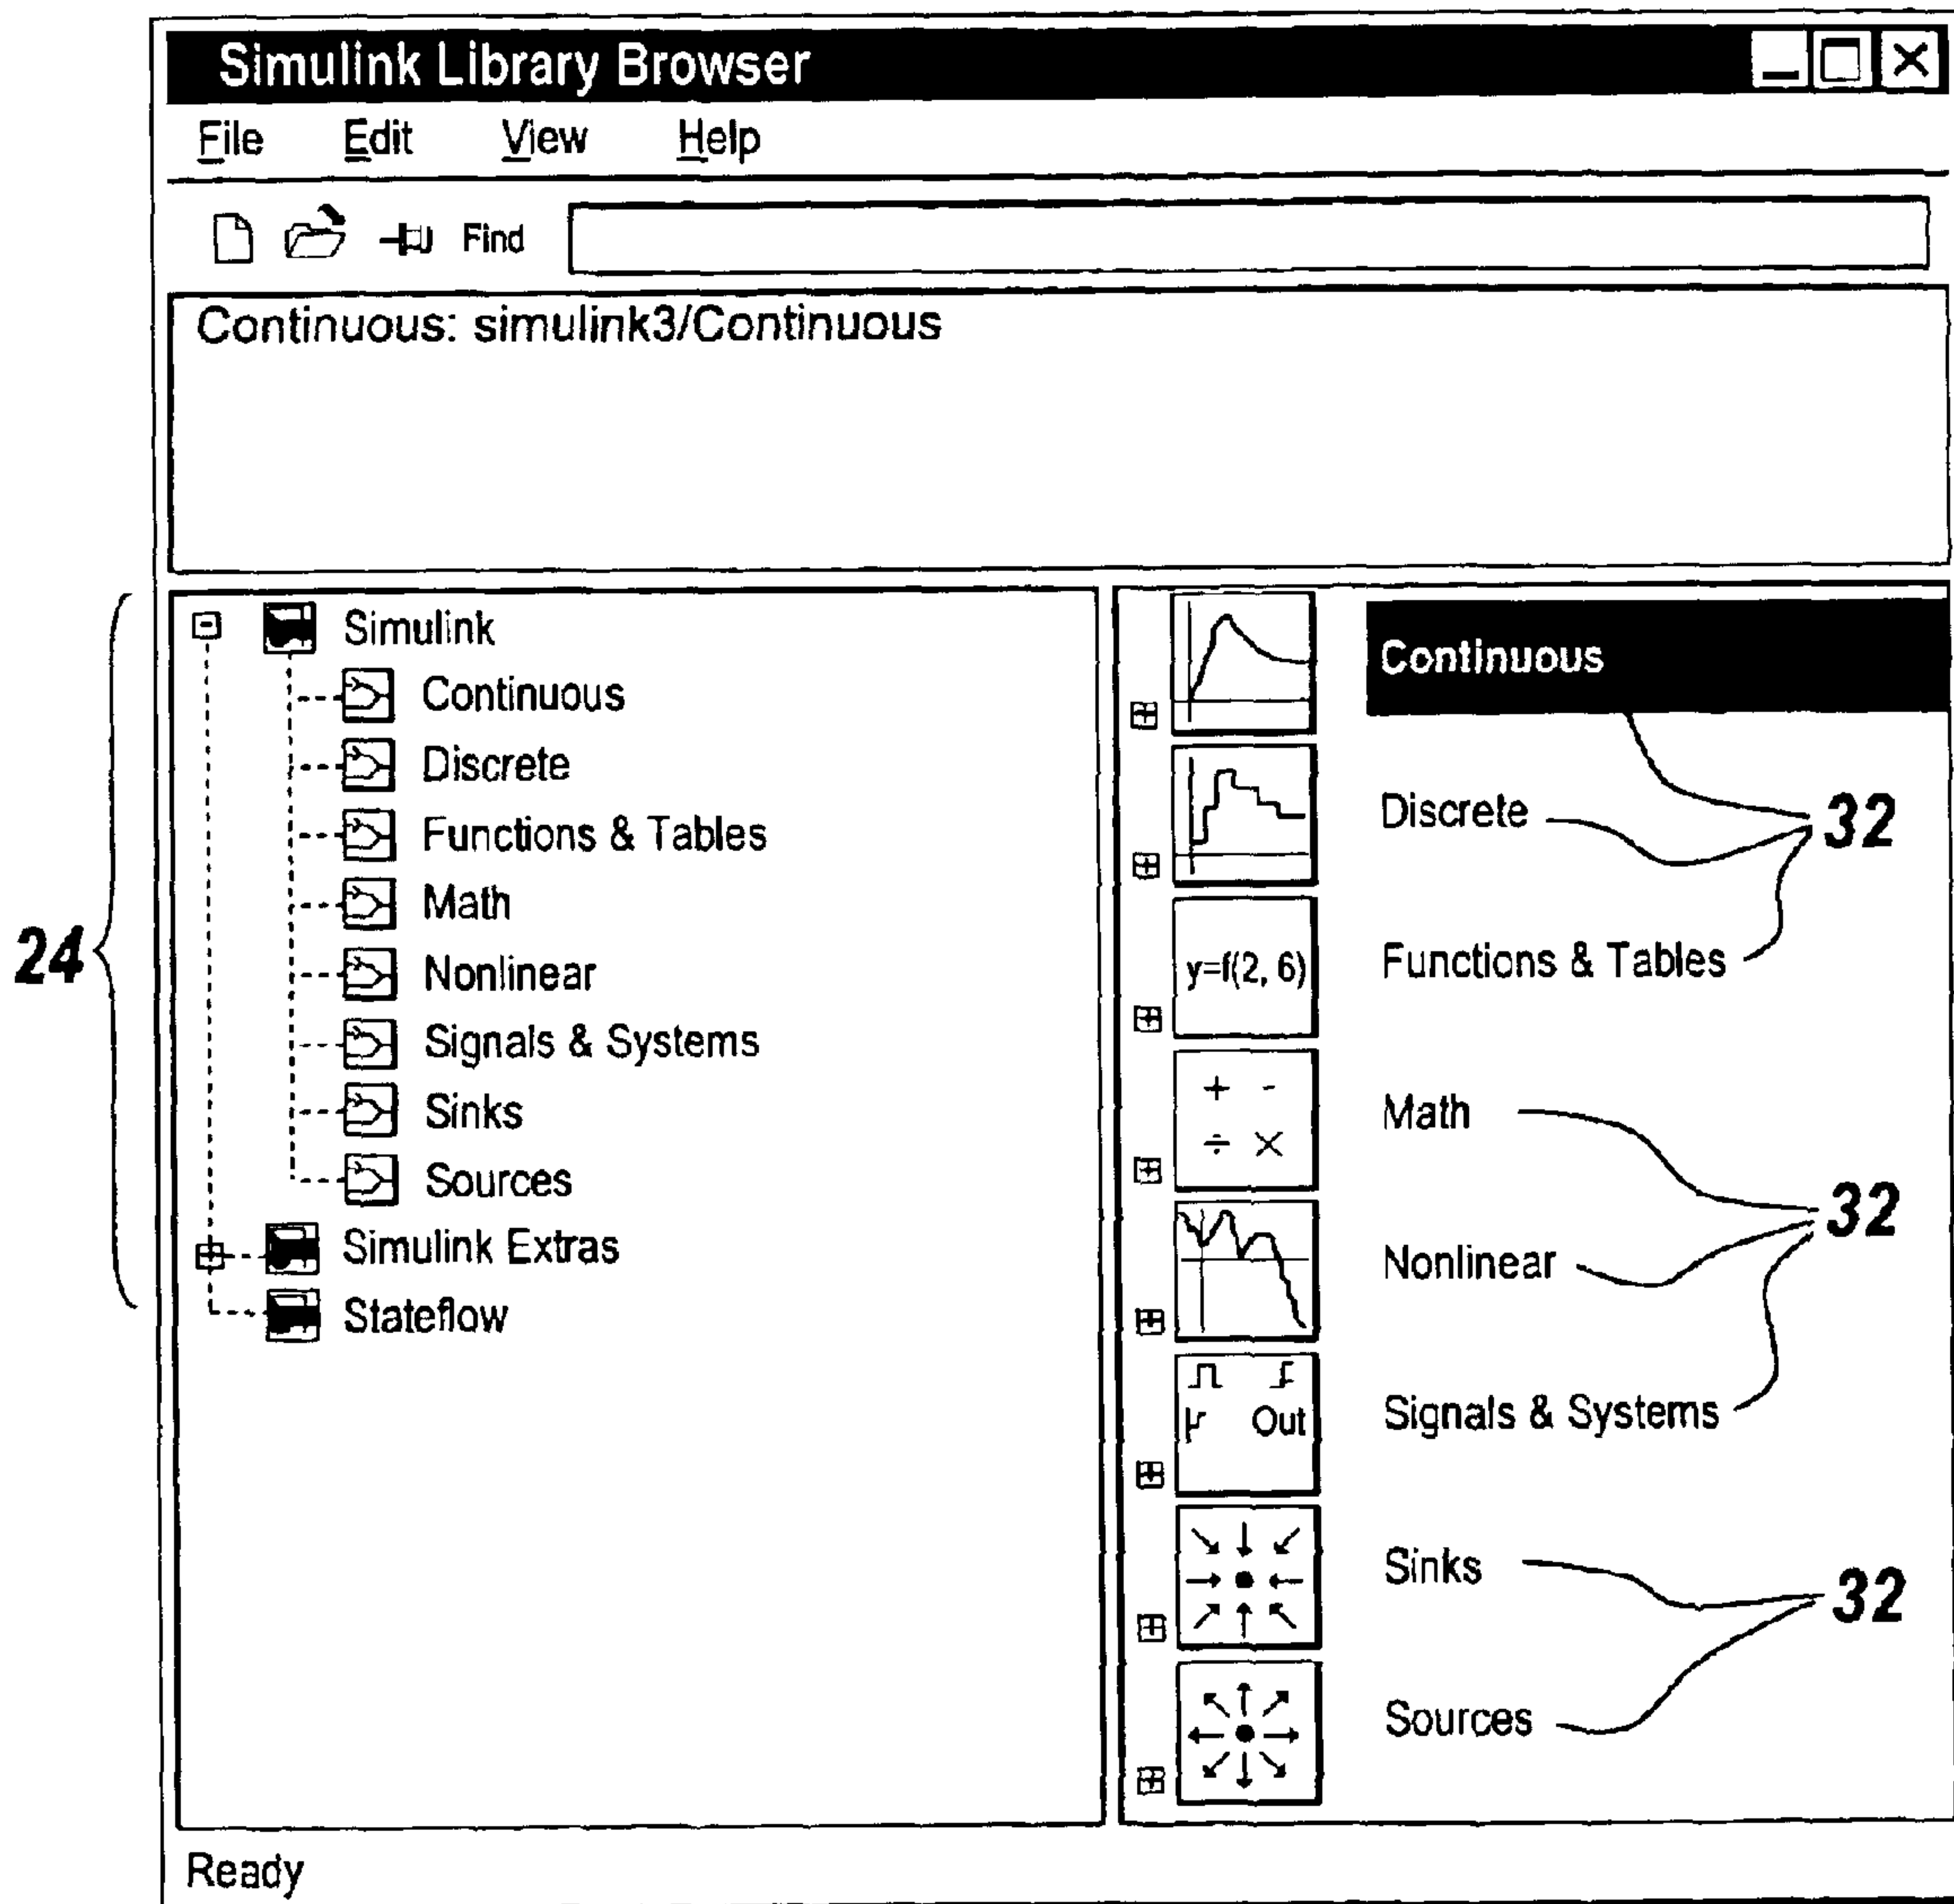 Simulink Library Browser
File Edit View Help
Find
Continuous: simulink3/Continuous
24
Simulink
Continuous
Discrete
Functions & Tables
Math
Nonlinear
Signals & Systems
Sinks
Sources
Simulink Extras
Stateflow
Continuous
Discrete
32
y=f(2, 6)
Functions & Tables
+ -
÷ ×
Math
32
Nonlinear
Out
Signals & Systems
Sinks
32
Sources
Ready